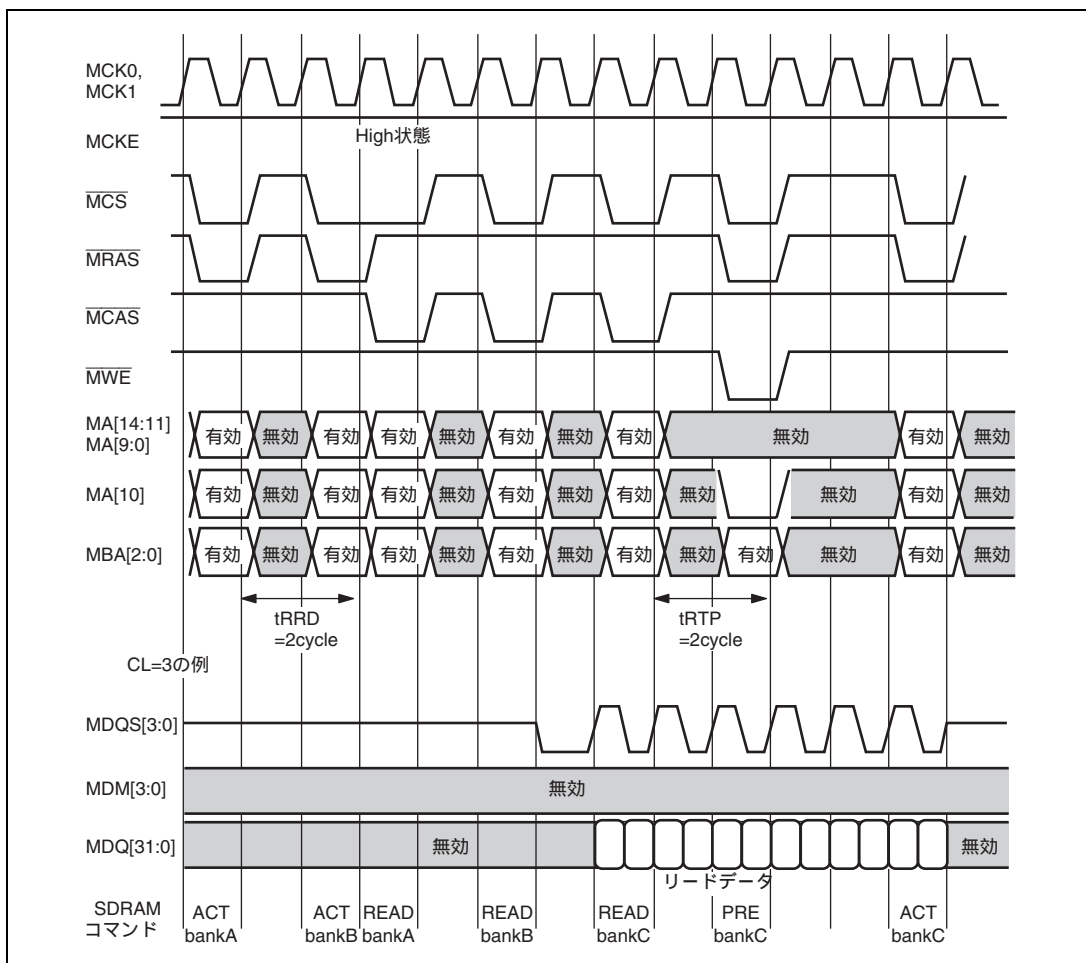 MCK0,
MCK1
MCKE
High状態
MCS
MRAS
MCAS
MWE
MA[14:11]
MA[9:0]
有効 無効 有効 有効 無効 有効 無効 有効 無効 有効 無効
MA[10]
有効 無効 有効 有効 無効 有効 無効 有効 無効 無効 有効 無効
MBA[2:0]
有効 無効 有効 有効 無効 有効 無効 有効 無効 有効 無効 有効 無効
tRRD
=2cycle
tRTP
=2cycle
CL=3の例
MDQS[3:0]
MDM[3:0]
無効
MDQ[31:0]
無効
無効
リードデータ
SDRAM
コマンド
ACT
bankA
ACT
bankB
READ
bankA
READ
bankB
READ
bankC
PRE
bankC
ACT
bankC